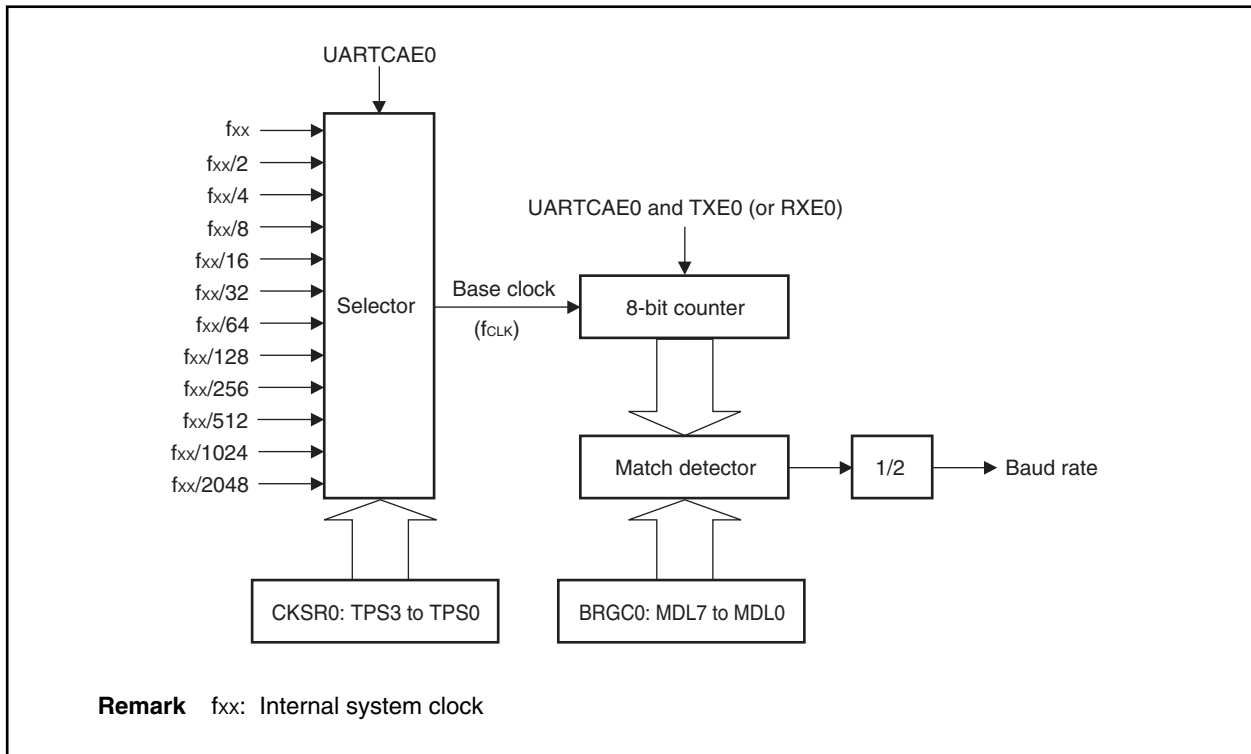 UARTCAE0
fxx
fxx/2
fxx/4
fxx/8
fxx/16
fxx/32
fxx/64
fxx/128
fxx/256
fxx/512
fxx/1024
fxx/2048
Selector
Base clock
(fCLK)
UARTCAE0 and TXE0 (or RXE0)
8-bit counter
Match detector
1/2
Baud rate
CKSR0: TPS3 to TPS0
BRGC0: MDL7 to MDL0
Remark fxx: Internal system clock